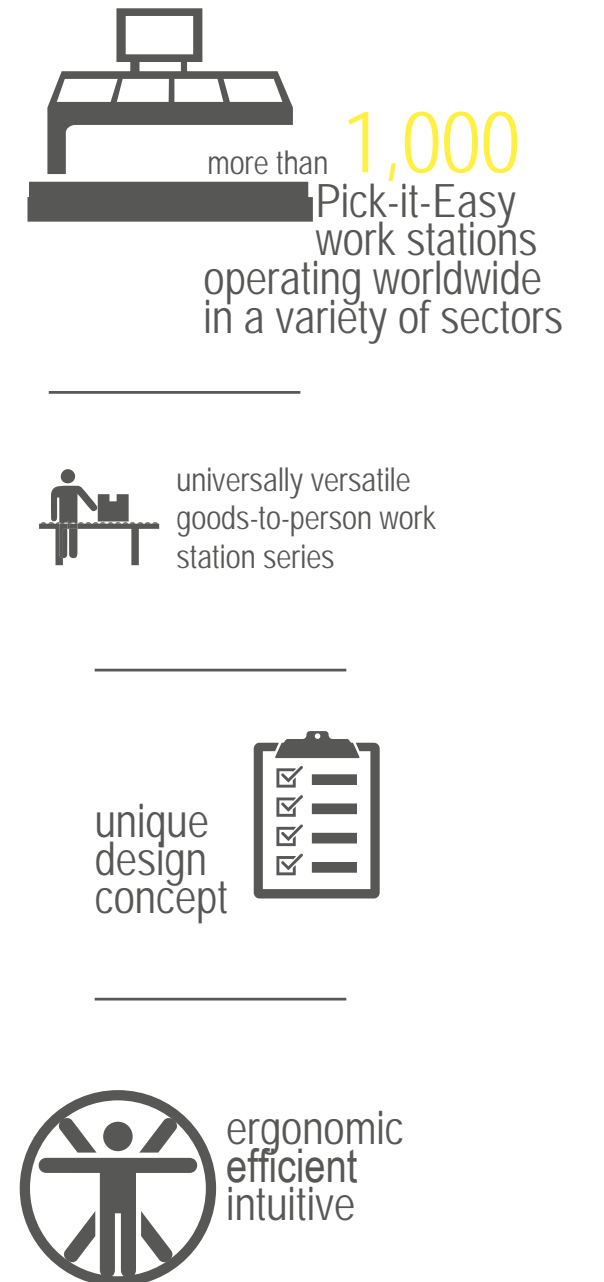 more than 1,000
Pick-it-Easy
work stations
operating worldwide
in a variety of sectors
universally versatile
goods-to-person work
station series
unique
design
concept
ergonomic
efficient
intuitive